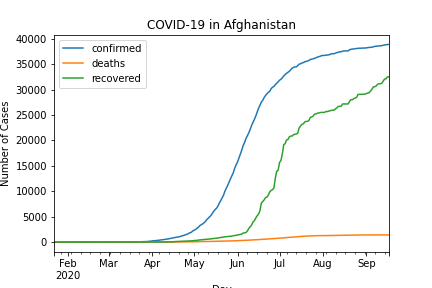 COVID-19 in Afghanistan
40000
35000
30000
25000
20000
15000
10000
5000
0
Number of Cases
confirmed
deaths
recovered
Feb
2020
Mar
Apr
May
Jun
Jul
Aug
Sep